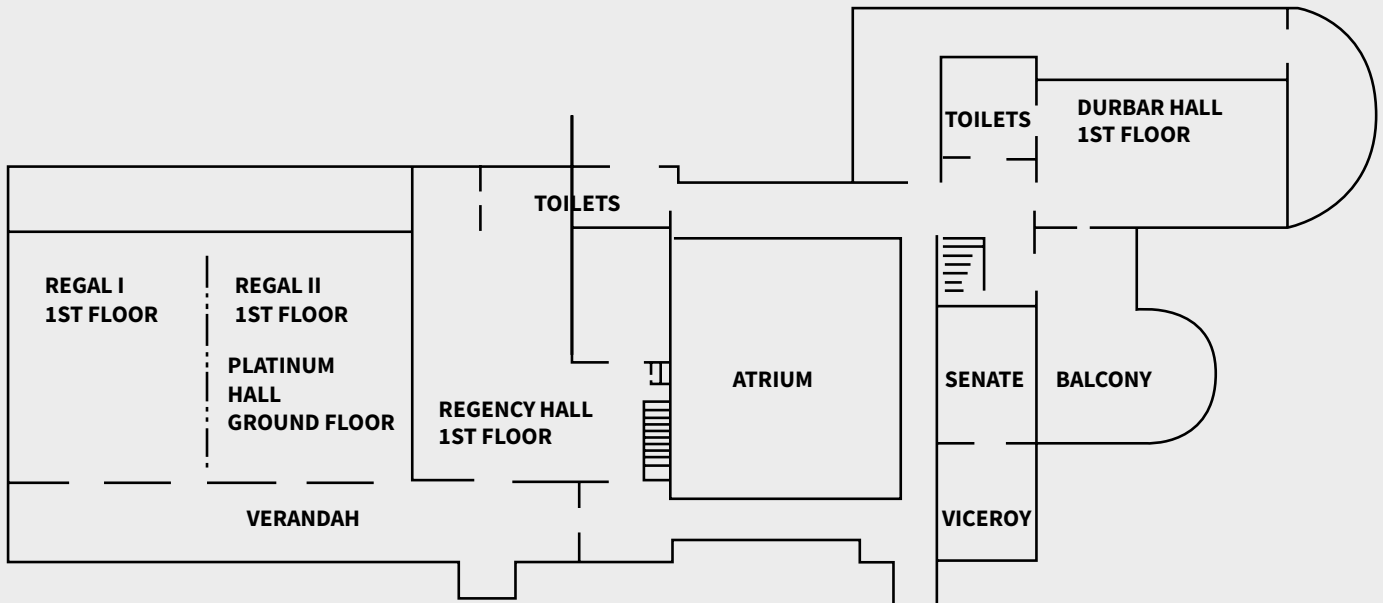 TOILETS
DURBAR HALL
1ST FLOOR
TOILETS
REGAL I
1ST FLOOR
REGAL II
1ST FLOOR
PLATINUM
HALL
GROUND FLOOR
REGENCY HALL
1ST FLOOR
ATRIUM
SENATE
BALCONY
VERANDAH
VICEROY